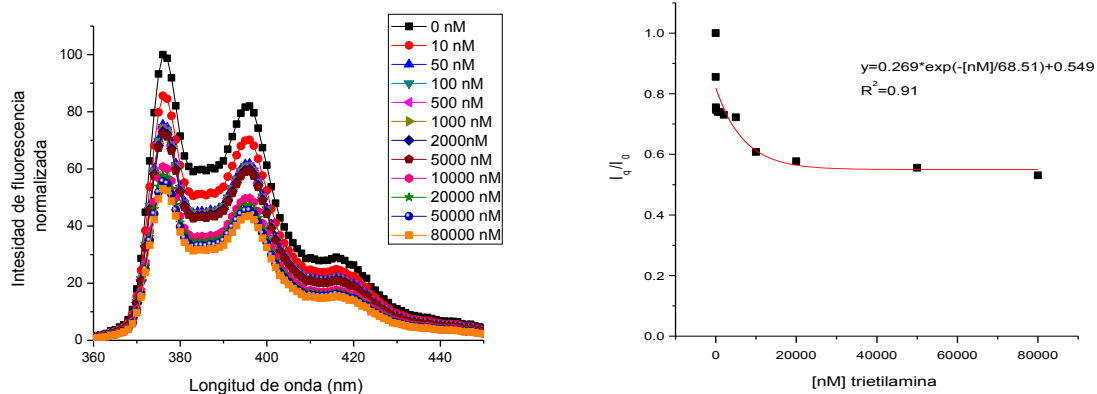 Intesidad de fluorescencia
normalizada
100
80
60
40
20
0
360
380
400
420
440
Longitud de onda (nm)
0 nM
10 nM
50 nM
100 nM
500 nM
1000 nM
2000nM
5000 nM
10000 nM
20000 nM
50000 nM
80000 nM
I_q/I_0
1.0
0.8
0.6
0.4
0.2
0.0
0
20000
40000
60000
80000
[nM] trietilamina
y=0.269*exp(-[nM]/68.51)+0.549
R²=0.91